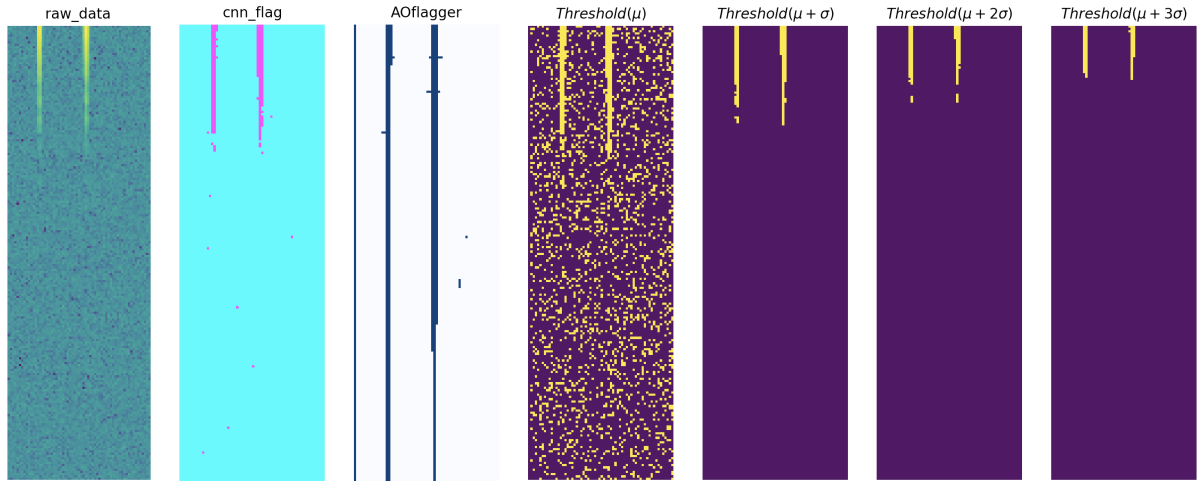 raw_data
cnn_flag
AOflagger
Threshold(μ)
Threshold(μ + σ)
Threshold(μ + 2σ)
Threshold(μ + 3σ)